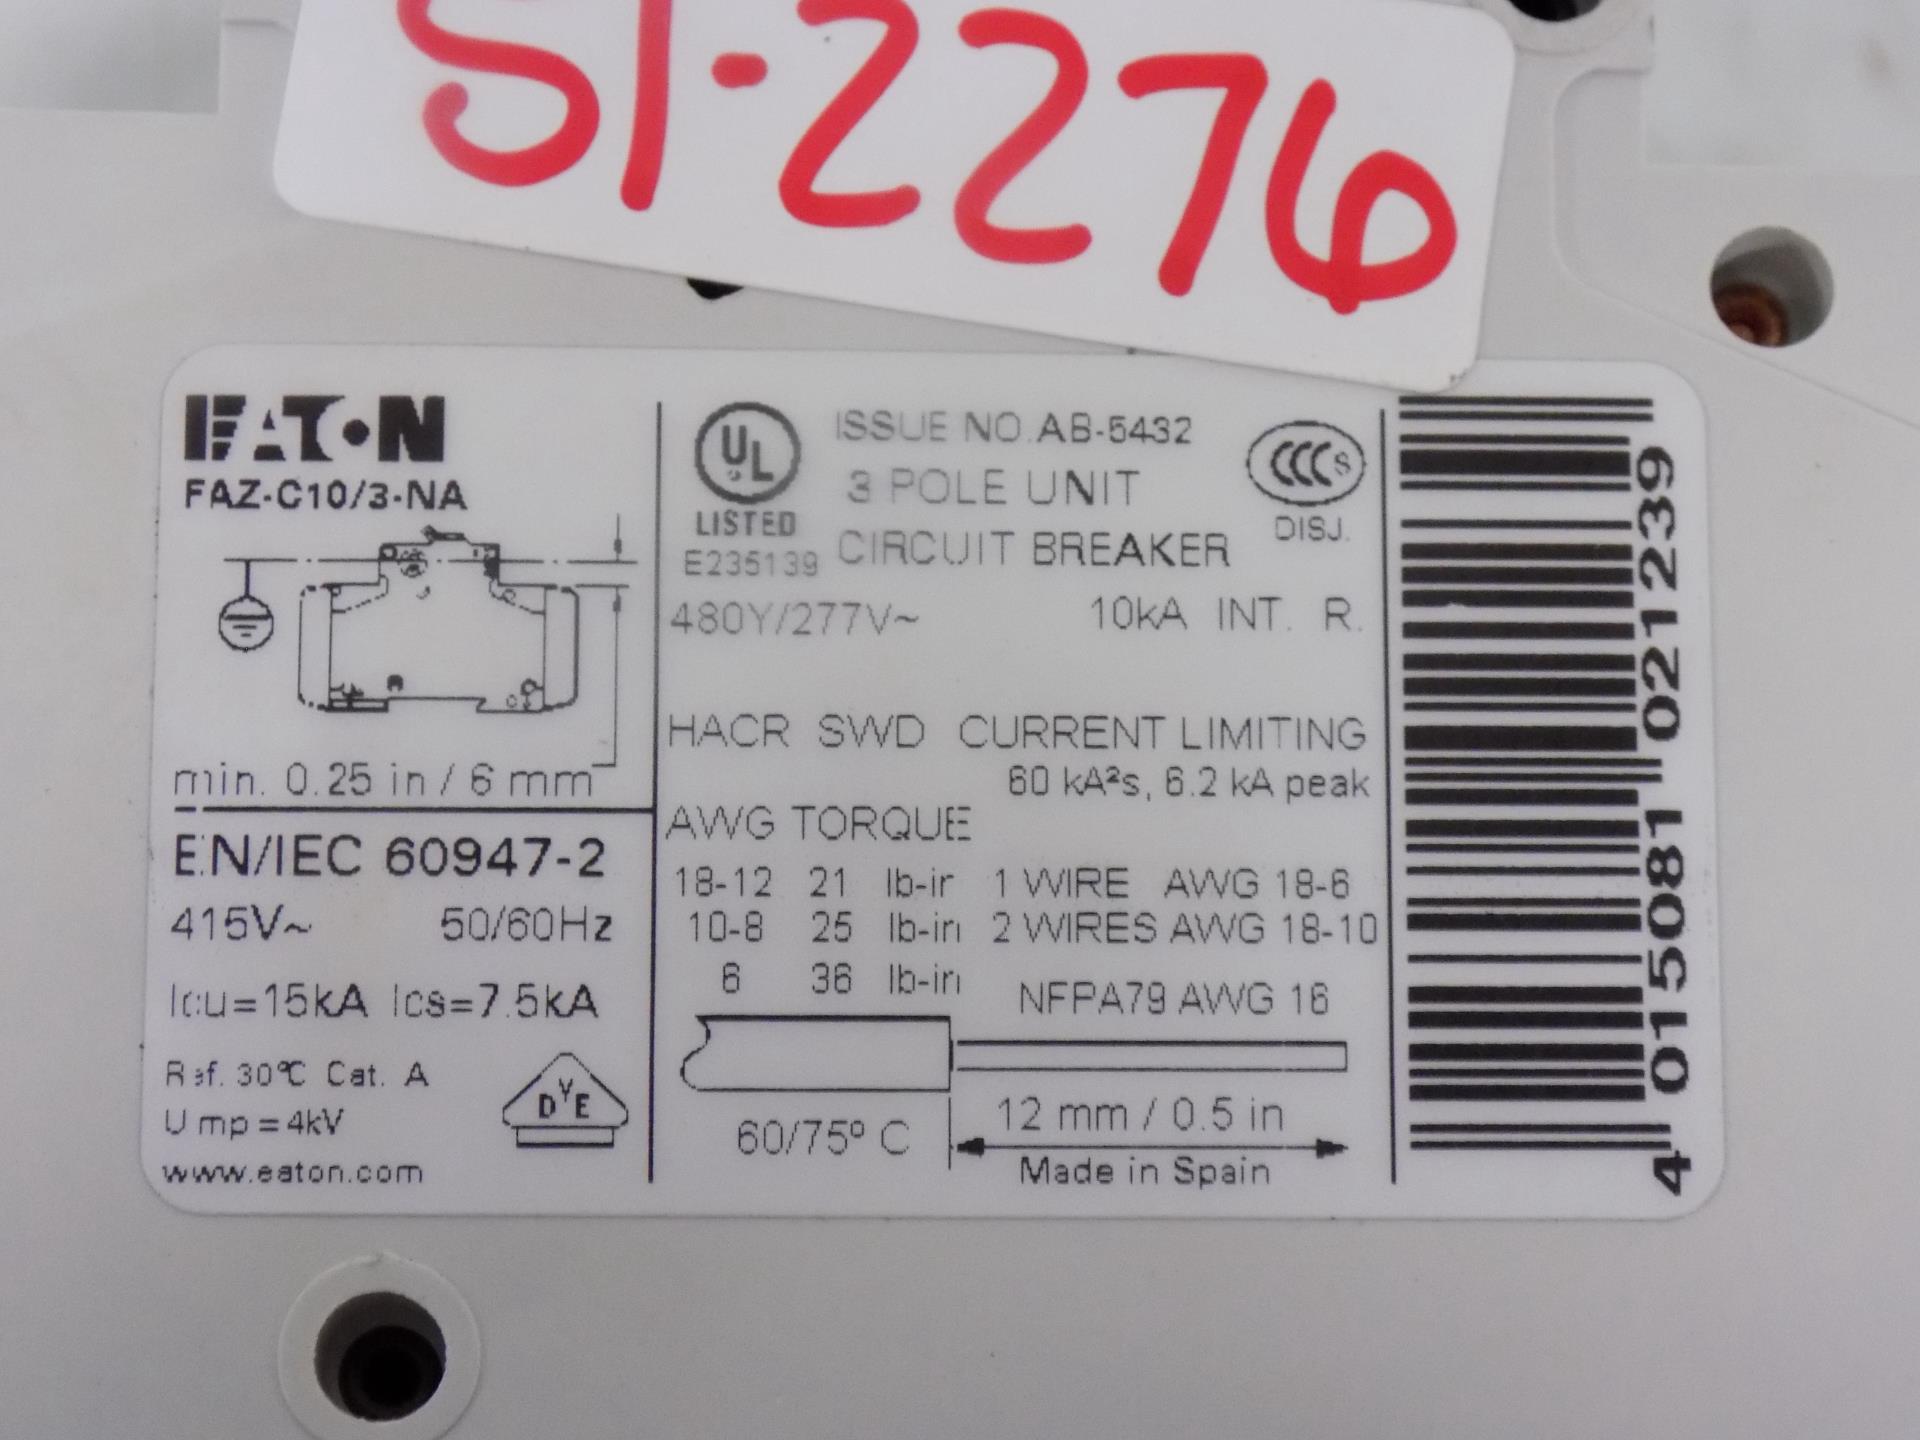 51-2276
EATON
FAZ-C10/3-NA
min. 0.25 in / 6 mm
EN/IEC 60947-2
415V~ 50/60Hz
Icu=15kA Ics=7.5kA
Ref. 30°C Cat. A
Uimp = 4kV
www.eaton.com
DVE
UL
LISTED
E235139
ISSUE NO. AB-5432
3 POLE UNIT
CIRCUIT BREAKER
CCC S
DISJ.
480Y/277V~ 10kA INT. R.
HACR SWD CURRENT LIMITING
60 kA²s, 6.2 kA peak
AWG TORQUE
18-12 21 lb-in 1 WIRE AWG 18-6
10-8 25 lb-in 2 WIRES AWG 18-10
6 36 lb-in NFPA79 AWG 16
60/75° C
12 mm / 0.5 in
Made in Spain
4 015081 021239